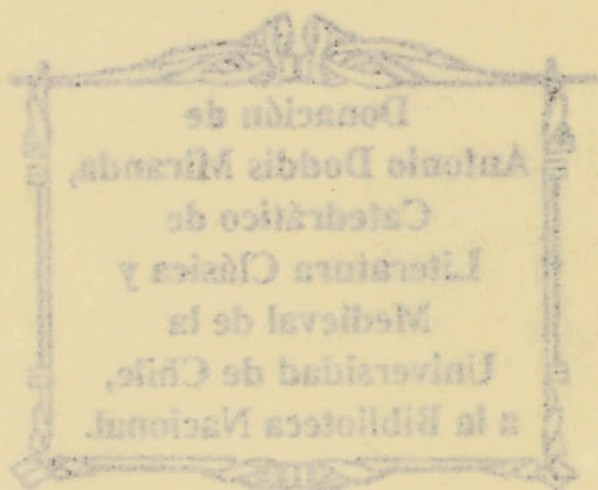 Donación de
Antonio Doddis Miranda,
Catedrático de
Literatura Clásica y
Medieval de la
Universidad de Chile,
a la Biblioteca Nacional.